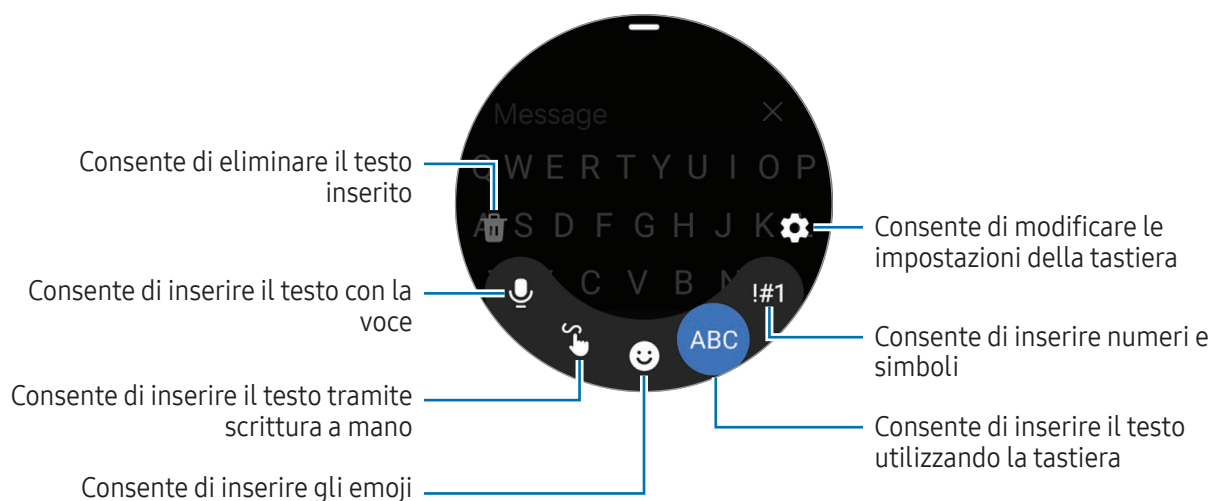 Message
QWERTYUIOP
ASDFGHJK
CVBN
!#1
ABC
Consente di eliminare il testo
inserito
Consente di inserire il testo con la
voce
Consente di inserire il testo tramite
scrittura a mano
Consente di inserire gli emoji
Consente di modificare le
impostazioni della tastiera
Consente di inserire numeri e
simboli
Consente di inserire il testo
utilizzando la tastiera